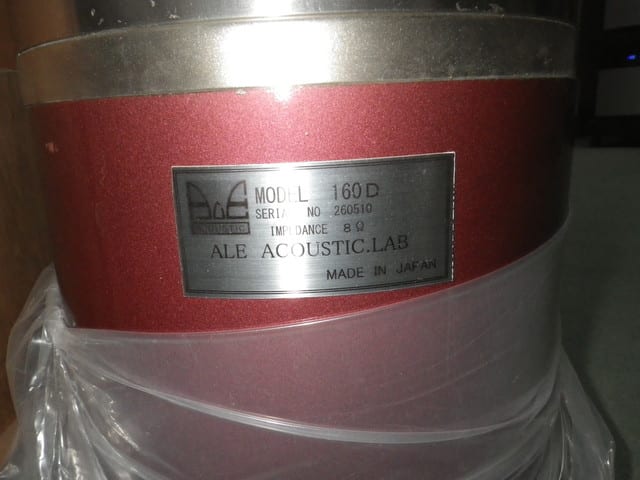 MODEL 160D
SERIAL NO 260510
IMPEDANCE 8Ω
ALE ACOUSTIC.LAB
MADE IN JAPAN